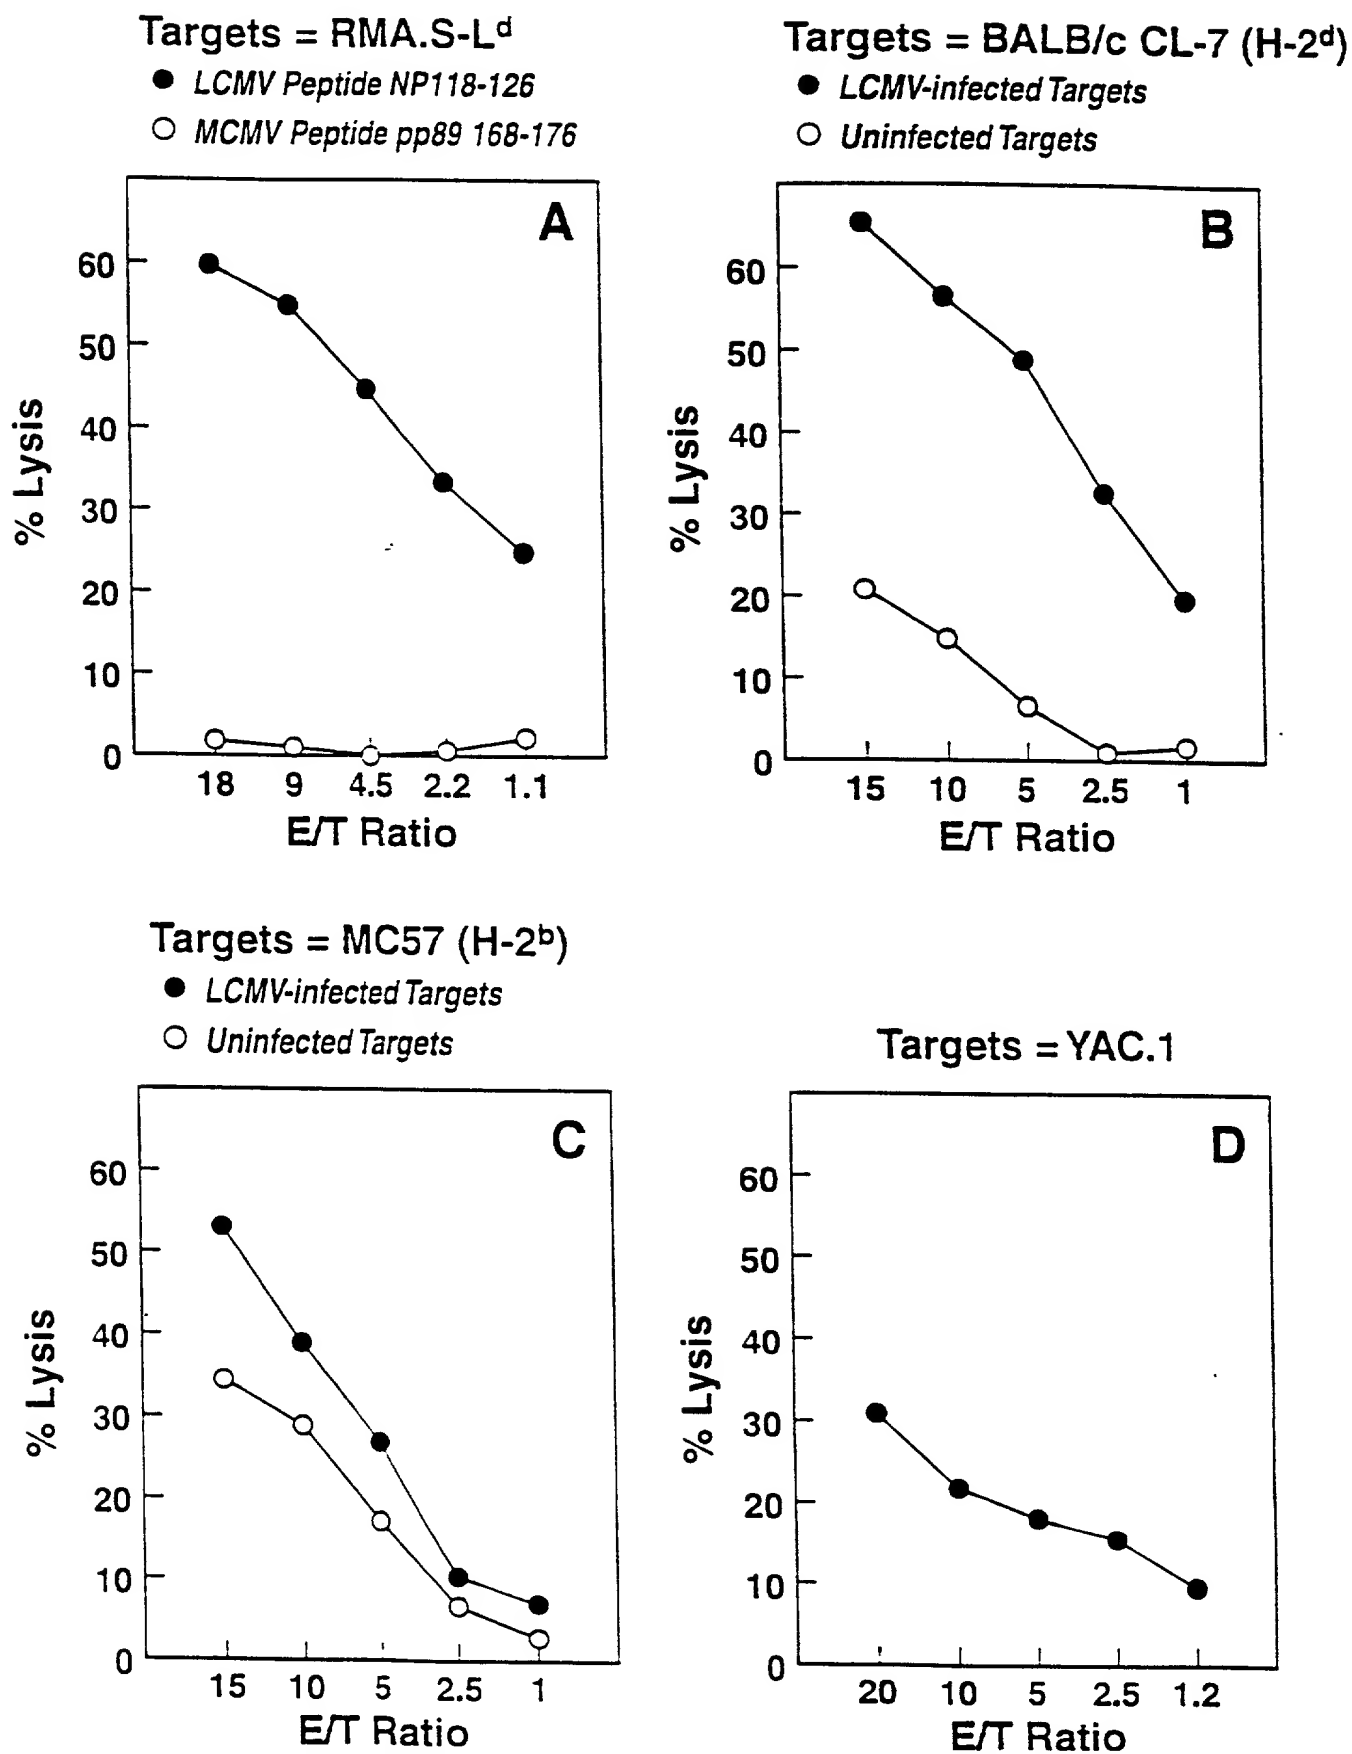 Targets = RMA.S-Lᵈ
● LCMV Peptide NP118-126
○ MCMV Peptide pp89 168-176
A
60
50
40
30
20
10
0
% Lysis
18 9 4.5 2.2 1.1
E/T Ratio
Targets = BALB/c CL-7 (H-2ᵈ)
● LCMV-infected Targets
○ Uninfected Targets
B
60
50
40
30
20
10
0
% Lysis
15 10 5 2.5 1
E/T Ratio
Targets = MC57 (H-2ᵇ)
● LCMV-infected Targets
○ Uninfected Targets
C
60
50
40
30
20
10
0
% Lysis
15 10 5 2.5 1
E/T Ratio
Targets = YAC.1
D
60
50
40
30
20
10
0
% Lysis
20 10 5 2.5 1.2
E/T Ratio